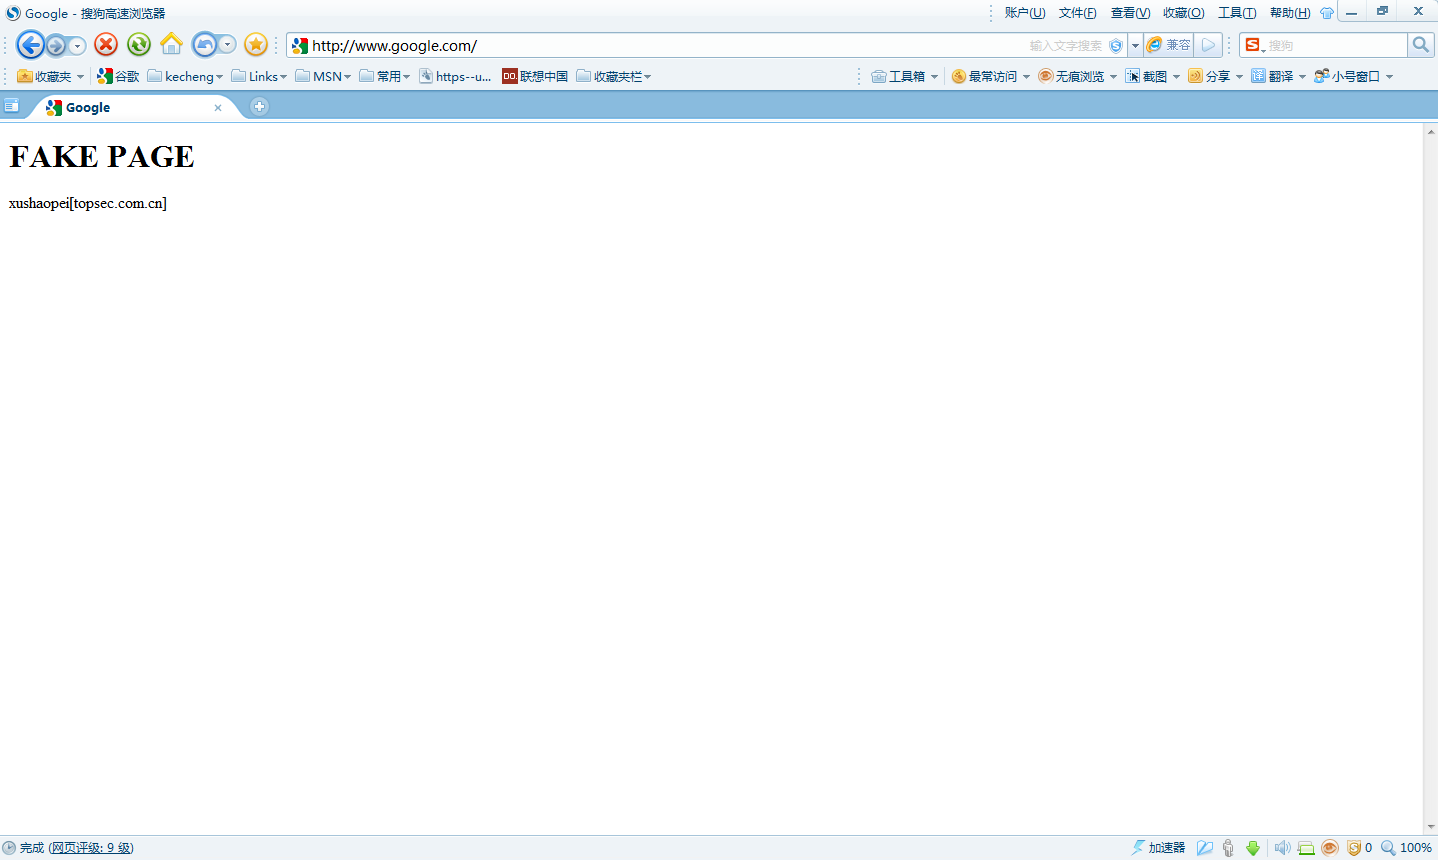 Google - 搜狗高速浏览器
账户(U) 文件(F) 查看(V) 收藏(O) 工具(T) 帮助(H)
http://www.google.com/ 输入文字搜索 兼容 搜狗
收藏夹 谷歌 kecheng Links MSN 常用 https--u... 联想中国 收藏夹栏 工具箱 最常访问 无痕浏览 截图 分享 翻译 小号窗口
Google
FAKE PAGE
xushaopei[topsec.com.cn]
完成 (网页评级: 9 级) 加速器 0 100%